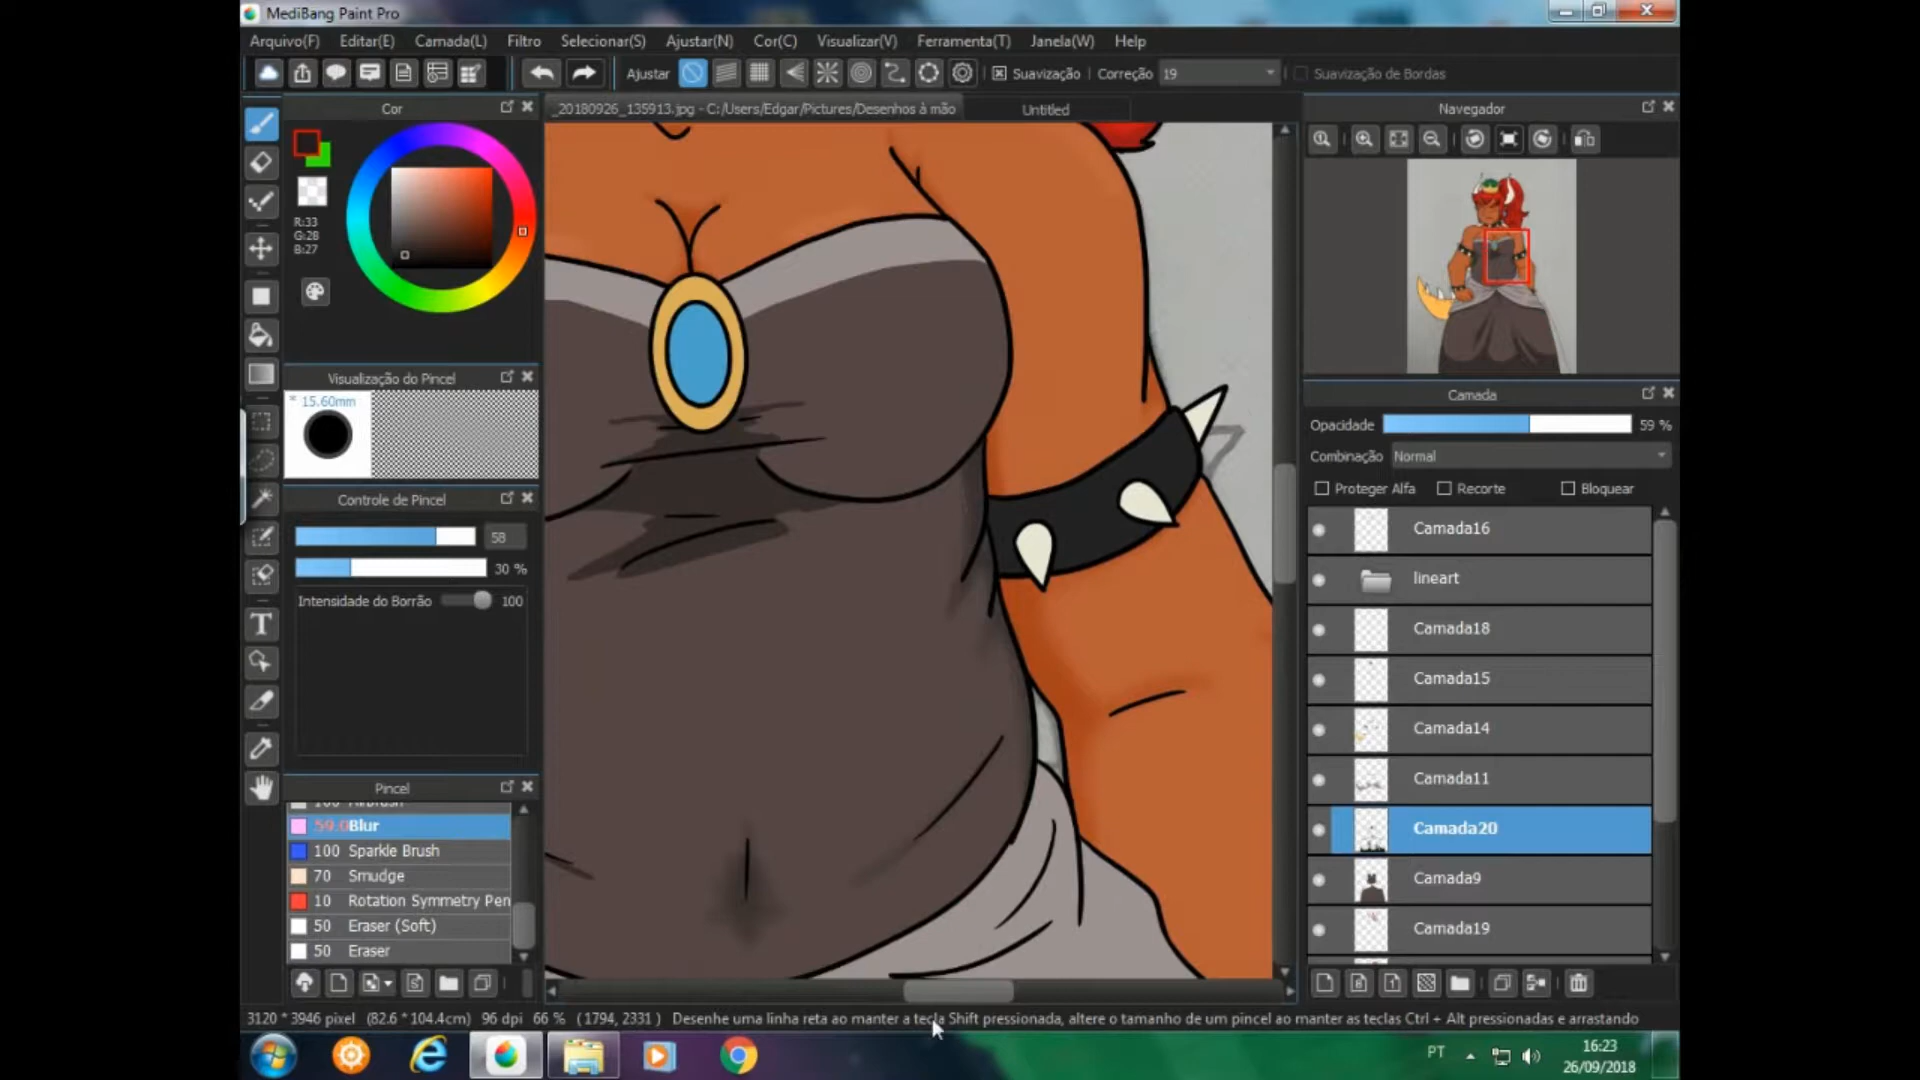 MediBang Paint Pro
Arquivo(F) Editar(E) Camada(L) Filtro Selecionar(S) Ajustar(N) Cor(C) Visualizar(V) Ferramenta(T) Janela(W) Help
Ajustar Suavização Correção 19 Suavização de Bordas
Cor
_20180926_135913.jpg - C:/Users/Edgar/Pictures/Desenhos à mão
Untitled
Navegador
R:33
G:28
B:27
Visualização do Pincel
15.60mm
Controle de Pincel
58
30 %
Intensidade do Borrão 100
Pincel
100 Airbrush
59.0 Blur
100 Sparkle Brush
70 Smudge
10 Rotation Symmetry Pen
50 Eraser (Soft)
50 Eraser
Camada
Opacidade 59 %
Combinação Normal
Proteger Alfa Recorte Bloquear
Camada16
lineart
Camada18
Camada15
Camada14
Camada11
Camada20
Camada9
Camada19
3120 * 3946 pixel (82.6 * 104.4cm) 96 dpi 66 % (1794, 2331 ) Desenhe uma linha reta ao manter a tecla Shift pressionada, altere o tamanho de um pincel ao manter as teclas Ctrl + Alt pressionadas e arrastando
PT
16:23
26/09/2018